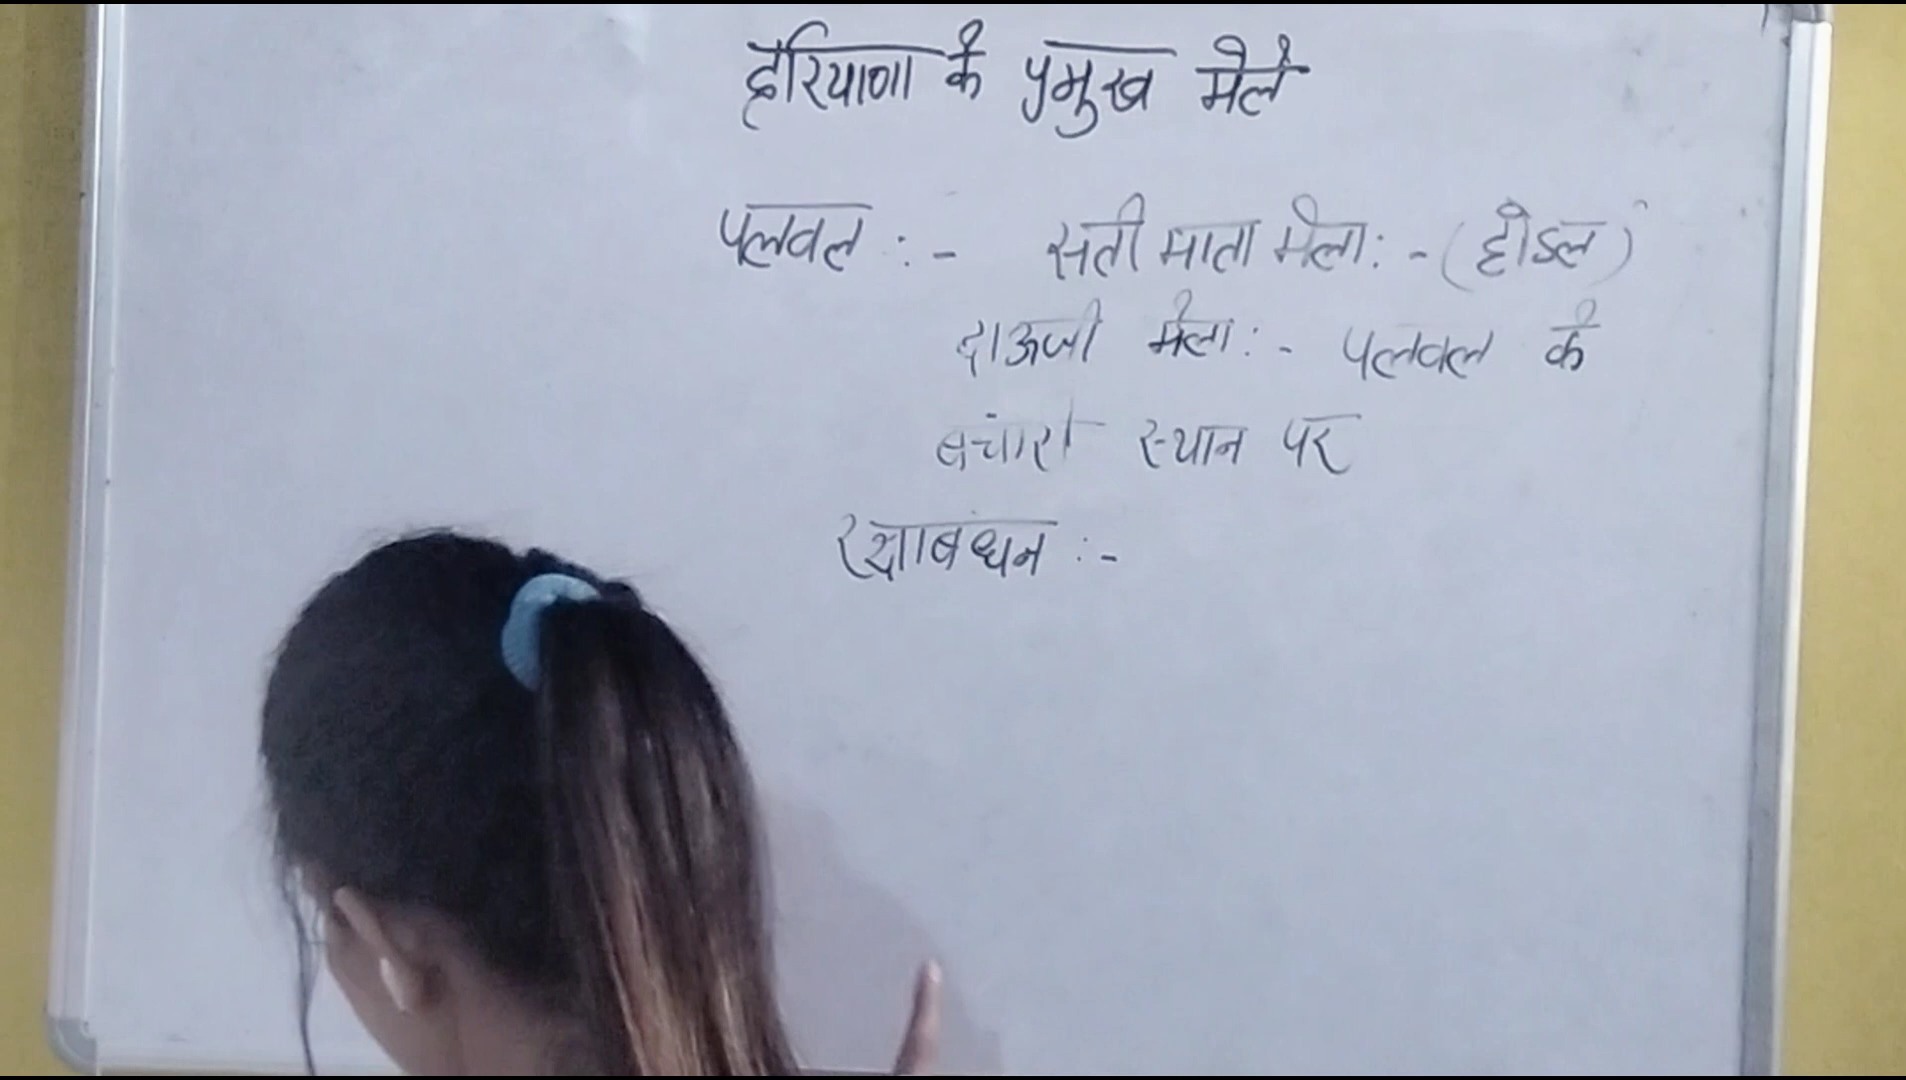 हरियाणा के प्रमुख मेले
पलवल :- सती माता मेला :- (होडल)
दाऊजी मेला :- पलवल के
बंचारी स्थान पर
रक्षाबंधन :-